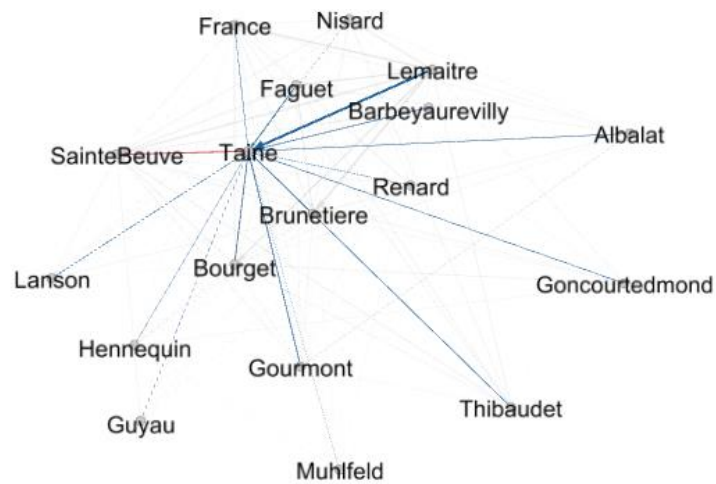 Nisard
France
Lemaitre
Faguet
Barbeyaurevilly
Albalat
SainteBeuve
Taine
Renard
Brunetiere
Bourget
Lanson
Goncourtedmond
Hennequin
Gourmont
Thibaudet
Guyau
Muhlfeld